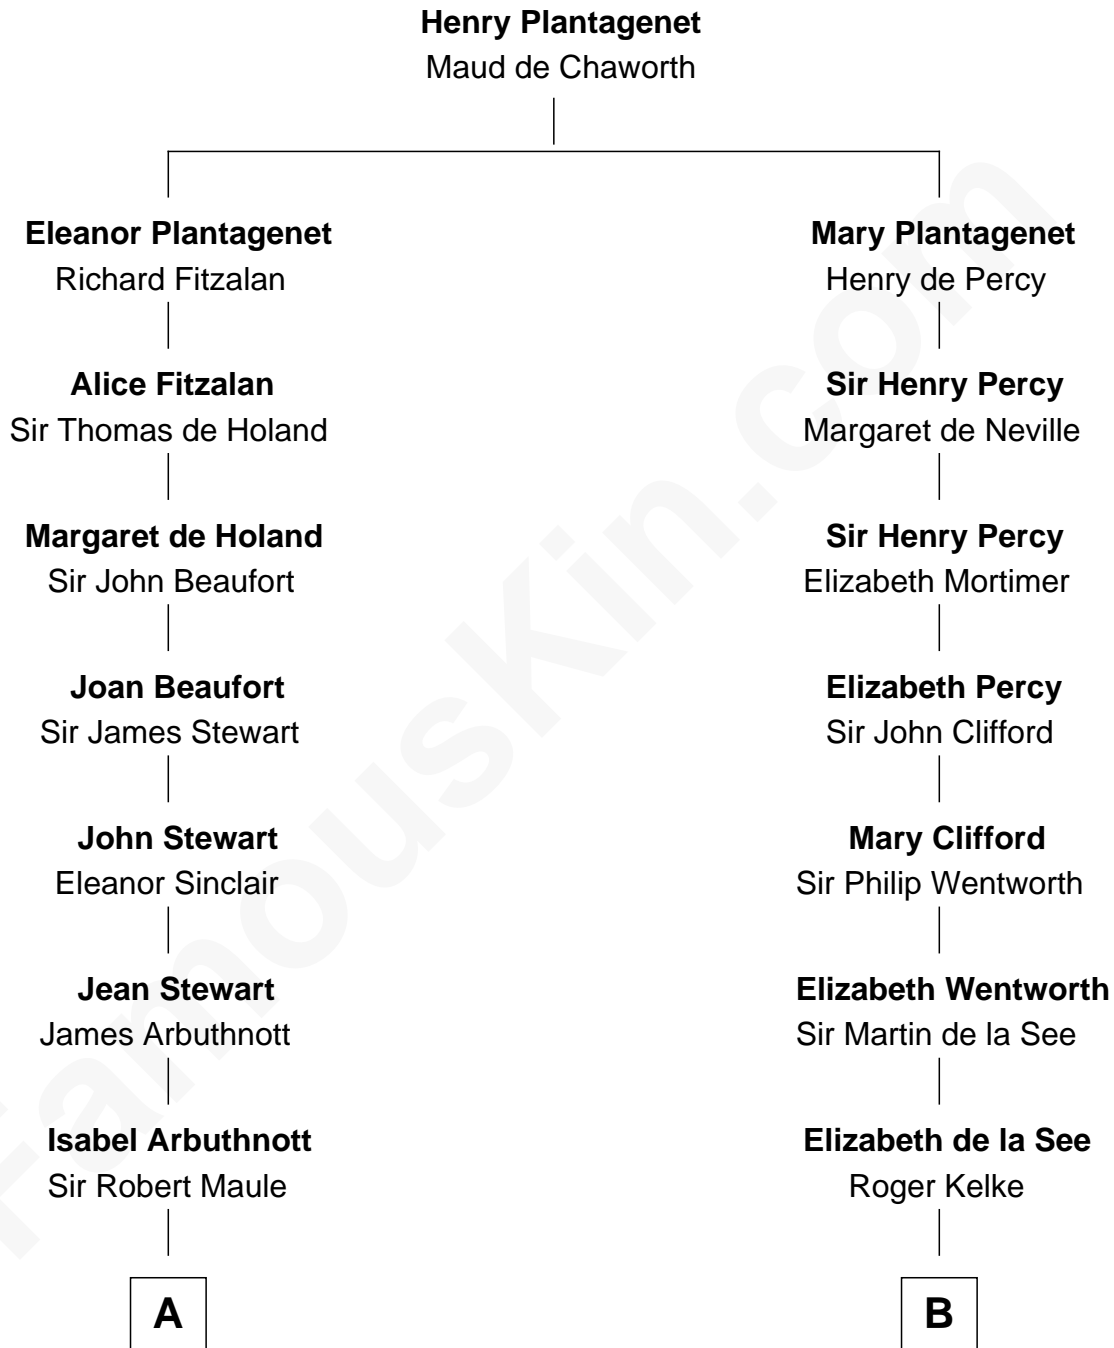 Henry Plantagenet
Maud de Chaworth
Eleanor Plantagenet
Richard Fitzalan
Mary Plantagenet
Henry de Percy
Alice Fitzalan
Sir Thomas de Holand
Sir Henry Percy
Margaret de Neville
Margaret de Holand
Sir John Beaufort
Sir Henry Percy
Elizabeth Mortimer
Joan Beaufort
Sir James Stewart
Elizabeth Percy
Sir John Clifford
John Stewart
Eleanor Sinclair
Mary Clifford
Sir Philip Wentworth
Jean Stewart
James Arbuthnott
Elizabeth Wentworth
Sir Martin de la See
Isabel Arbuthnott
Sir Robert Maule
Elizabeth de la See
Roger Kelke
A
B
FamousKin.com